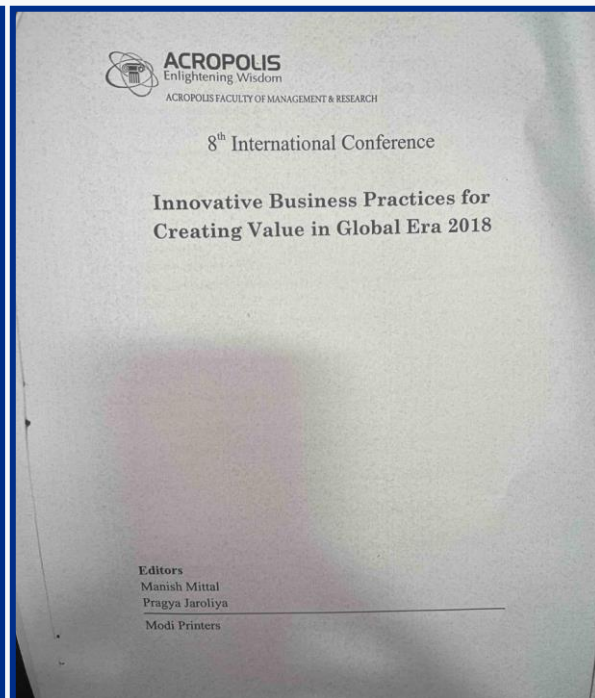 ACROPOLIS
Enlightening Wisdom
ACROPOLIS FACULTY OF MANAGEMENT & RESEARCH
8th International Conference
Innovative Business Practices for
Creating Value in Global Era 2018
Editors
Manish Mittal
Pragya Jaroliya
Modi Printers